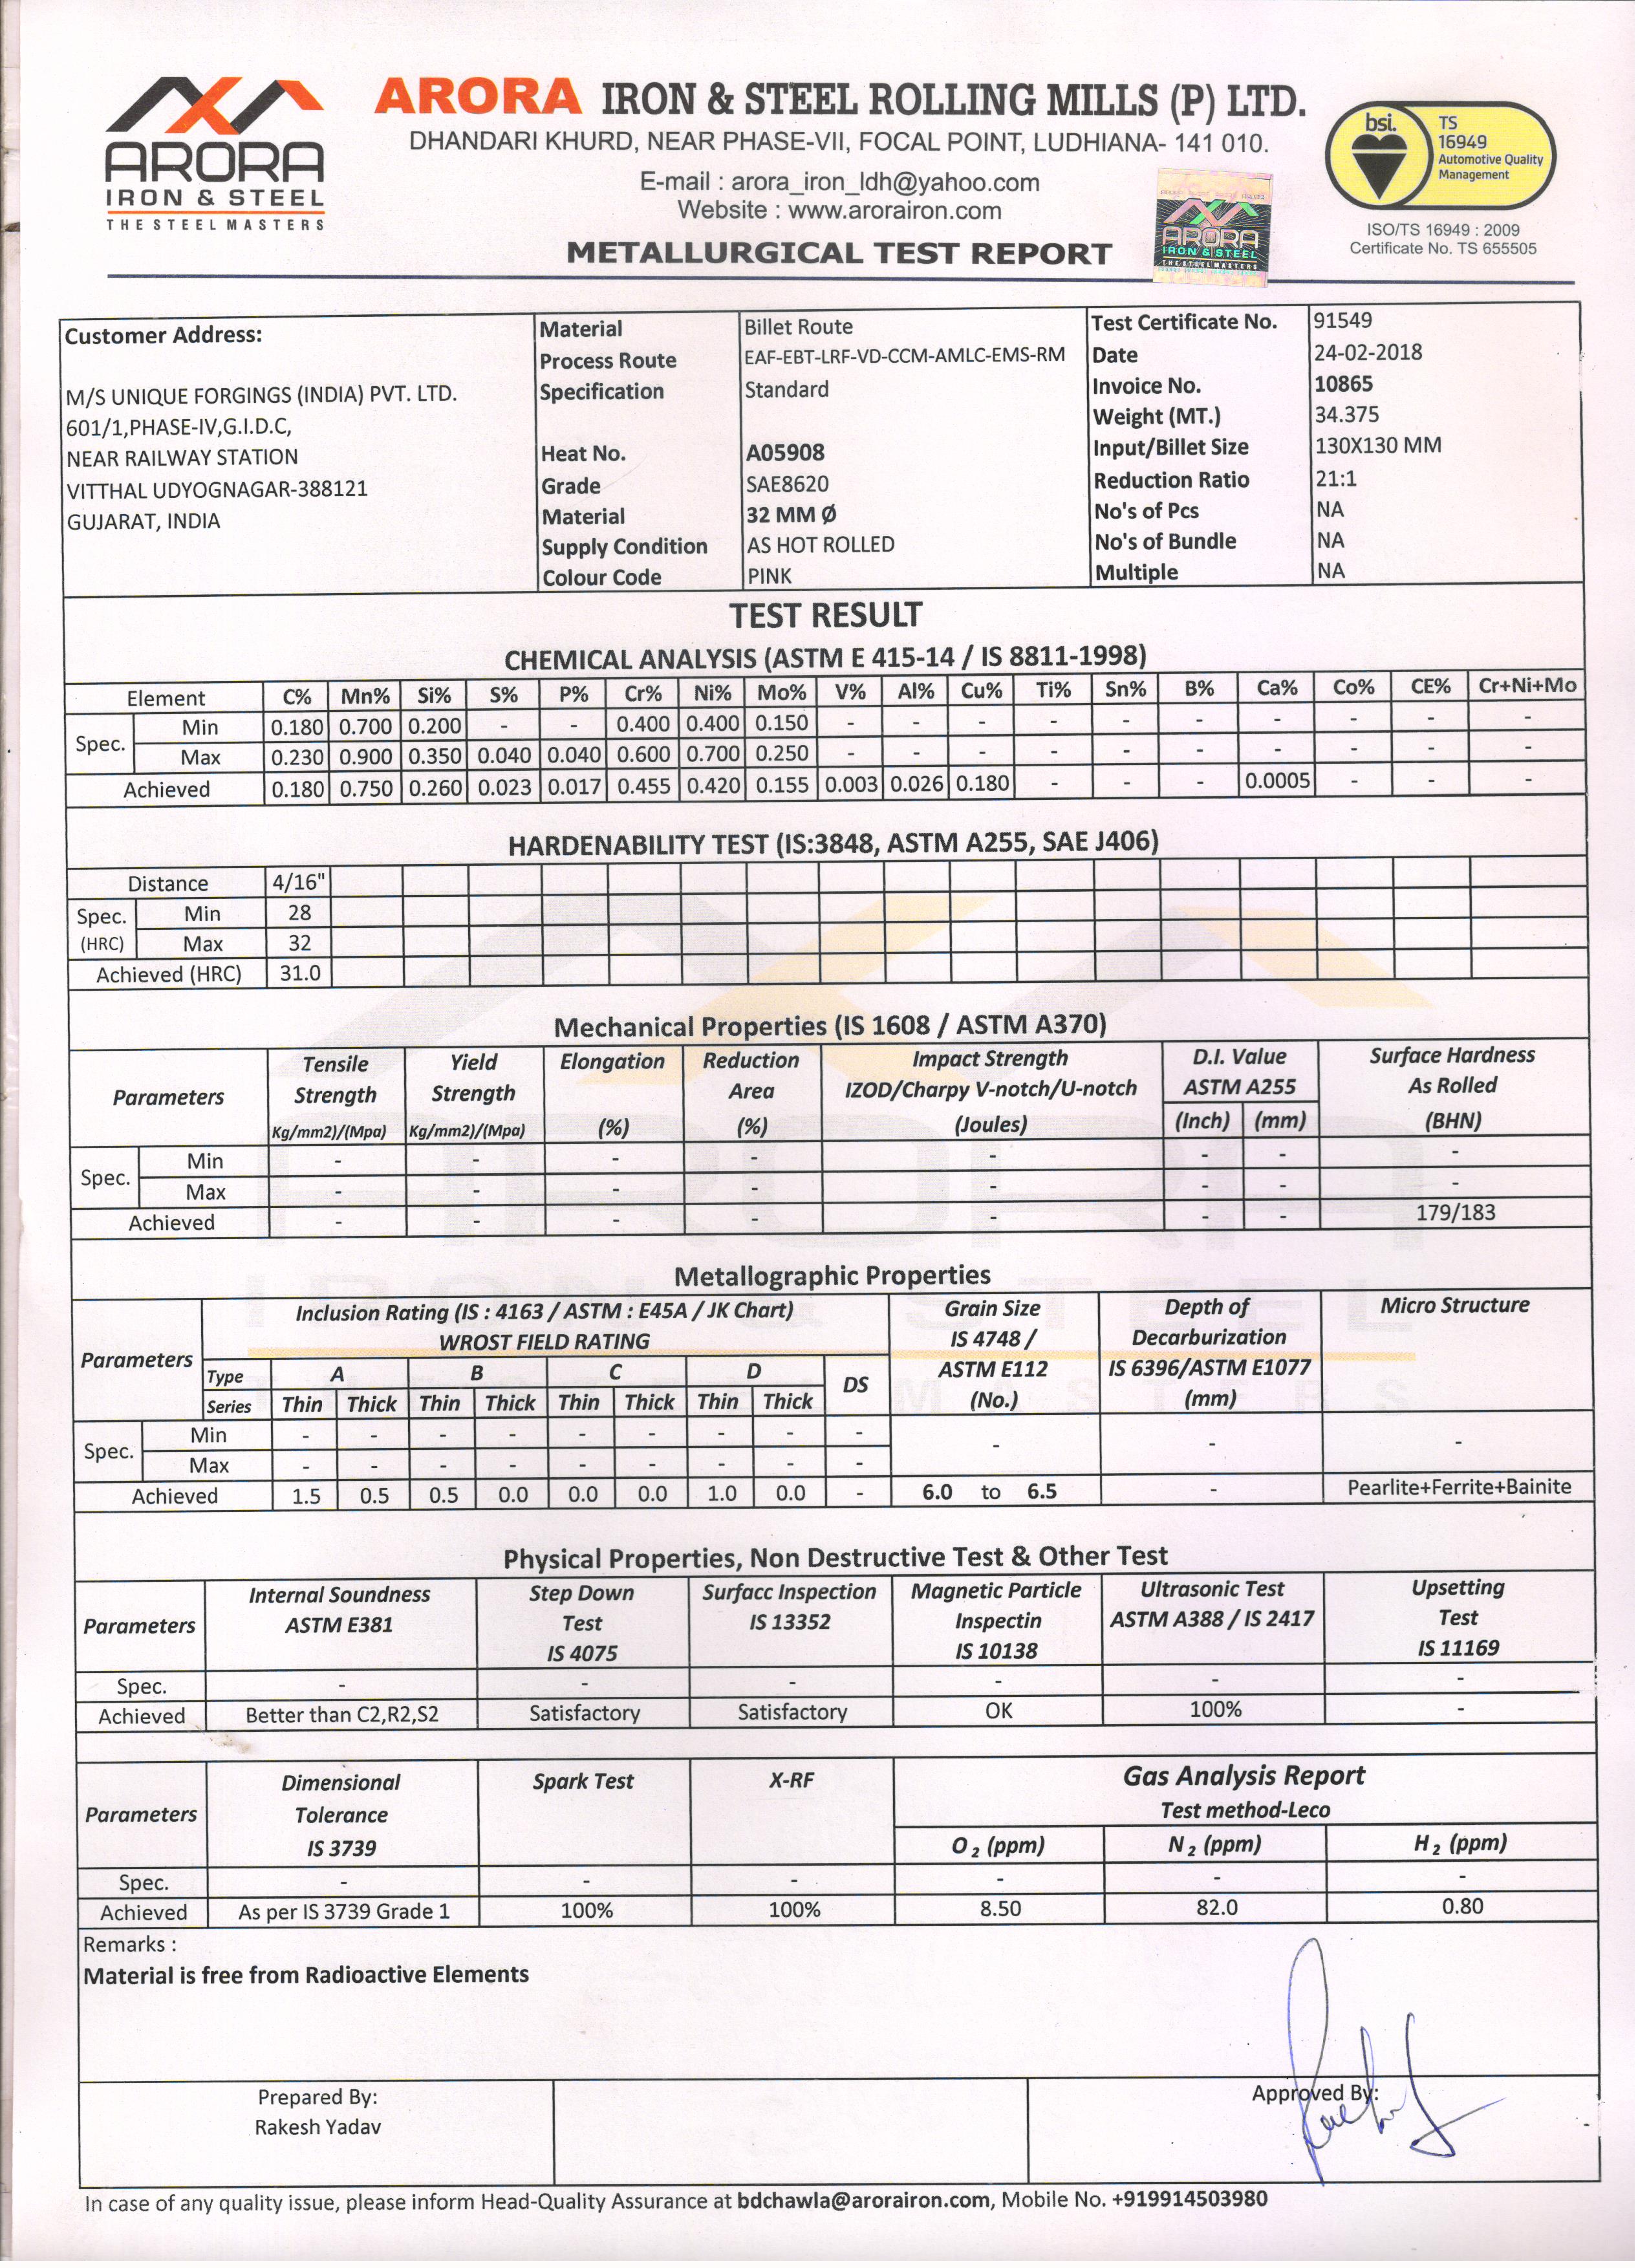 ARORA
IRON & STEEL
THE STEEL MASTERS
ARORA IRON & STEEL ROLLING MILLS (P) LTD.
DHANDARI KHURD, NEAR PHASE-VII, FOCAL POINT, LUDHIANA- 141 010.
E-mail : arora_iron_ldh@yahoo.com
Website : www.arorairon.com
METALLURGICAL TEST REPORT
ARORA
IRON & STEEL
THE STEEL MASTERS
bsi.
TS
16949
Automotive Quality
Management
ISO/TS 16949 : 2009
Certificate No. TS 655505
Customer Address:
M/S UNIQUE FORGINGS (INDIA) PVT. LTD.
601/1,PHASE-IV,G.I.D.C,
NEAR RAILWAY STATION
VITTHAL UDYOGNAGAR-388121
GUJARAT, INDIA
Material Billet Route
Process Route EAF-EBT-LRF-VD-CCM-AMLC-EMS-RM
Specification Standard
Heat No. A05908
Grade SAE8620
Material 32 MM Ø
Supply Condition AS HOT ROLLED
Colour Code PINK
Test Certificate No. 91549
Date 24-02-2018
Invoice No. 10865
Weight (MT.) 34.375
Input/Billet Size 130X130 MM
Reduction Ratio 21:1
No's of Pcs NA
No's of Bundle NA
Multiple NA
TEST RESULT
CHEMICAL ANALYSIS (ASTM E 415-14 / IS 8811-1998)
Element C% Mn% Si% S% P% Cr% Ni% Mo% V% Al% Cu% Ti% Sn% B% Ca% Co% CE% Cr+Ni+Mo
Spec. Min 0.180 0.700 0.200 - - 0.400 0.400 0.150 - - - - - - - - - -
Max 0.230 0.900 0.350 0.040 0.040 0.600 0.700 0.250 - - - - - - - - - -
Achieved 0.180 0.750 0.260 0.023 0.017 0.455 0.420 0.155 0.003 0.026 0.180 - - - 0.0005 - - -
HARDENABILITY TEST (IS:3848, ASTM A255, SAE J406)
Distance 4/16"
Spec. (HRC) Min 28
Max 32
Achieved (HRC) 31.0
Mechanical Properties (IS 1608 / ASTM A370)
Parameters
Tensile Strength Kg/mm2)/(Mpa)
Yield Strength Kg/mm2)/(Mpa)
Elongation (%)
Reduction Area (%)
Impact Strength IZOD/Charpy V-notch/U-notch (Joules)
D.I. Value ASTM A255 (Inch) (mm)
Surface Hardness As Rolled (BHN)
Spec. Min - - - - - - - -
Max - - - - - - - -
Achieved - - - - - - - 179/183
Metallographic Properties
Parameters
Inclusion Rating (IS : 4163 / ASTM : E45A / JK Chart)
WROST FIELD RATING
Type A B C D DS
Series Thin Thick Thin Thick Thin Thick Thin Thick
Grain Size IS 4748 / ASTM E112 (No.)
Depth of Decarburization IS 6396/ASTM E1077 (mm)
Micro Structure
Spec. Min - - - - - - - - - - - -
Max - - - - - - - - -
Achieved 1.5 0.5 0.5 0.0 0.0 0.0 1.0 0.0 - 6.0 to 6.5 - Pearlite+Ferrite+Bainite
Physical Properties, Non Destructive Test & Other Test
Parameters
Internal Soundness ASTM E381
Step Down Test IS 4075
Surfacc Inspection IS 13352
Magnetic Particle Inspectin IS 10138
Ultrasonic Test ASTM A388 / IS 2417
Upsetting Test IS 11169
Spec. - - - - - -
Achieved Better than C2,R2,S2 Satisfactory Satisfactory OK 100% -
Parameters
Dimensional Tolerance IS 3739
Spark Test
X-RF
Gas Analysis Report
Test method-Leco
O2 (ppm) N2 (ppm) H2 (ppm)
Spec. - - - - - -
Achieved As per IS 3739 Grade 1 100% 100% 8.50 82.0 0.80
Remarks :
Material is free from Radioactive Elements
Prepared By:
Rakesh Yadav
Approved By:
In case of any quality issue, please inform Head-Quality Assurance at bdchawla@arorairon.com, Mobile No. +919914503980